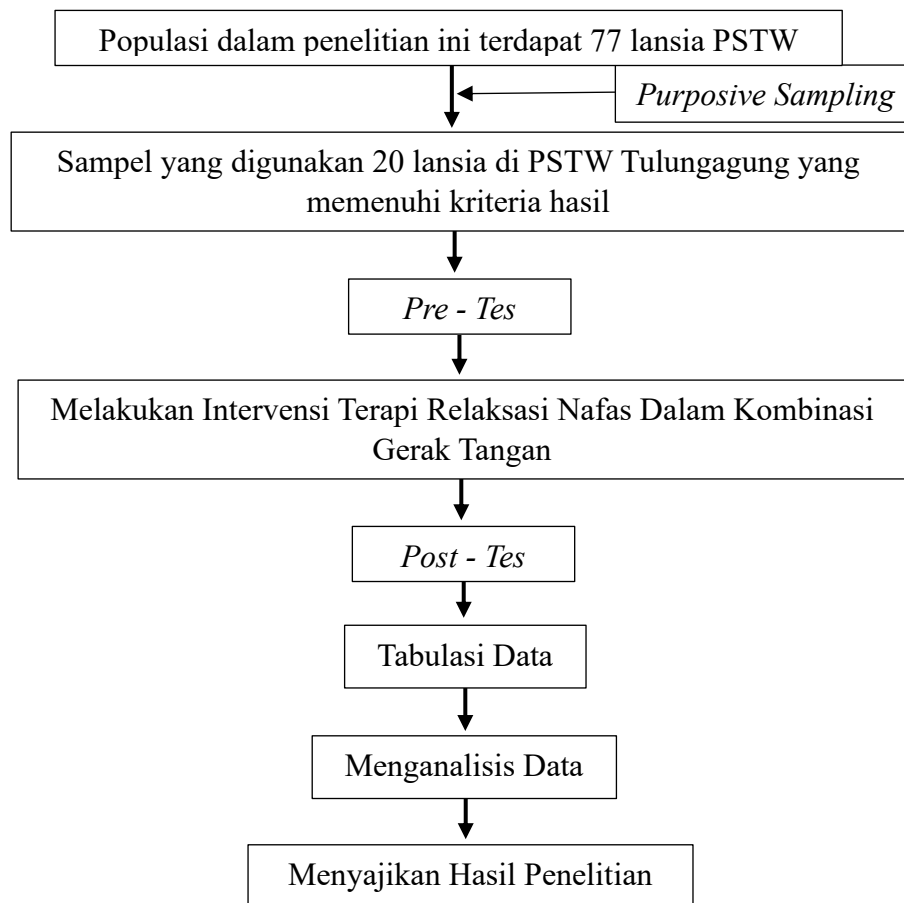 Populasi dalam penelitian ini terdapat 77 lansia PSTW
Purposive Sampling
Sampel yang digunakan 20 lansia di PSTW Tulungagung yang
memenuhi kriteria hasil
Pre - Tes
Melakukan Intervensi Terapi Relaksasi Nafas Dalam Kombinasi
Gerak Tangan
Post - Tes
Tabulasi Data
Menganalisis Data
Menyajikan Hasil Penelitian